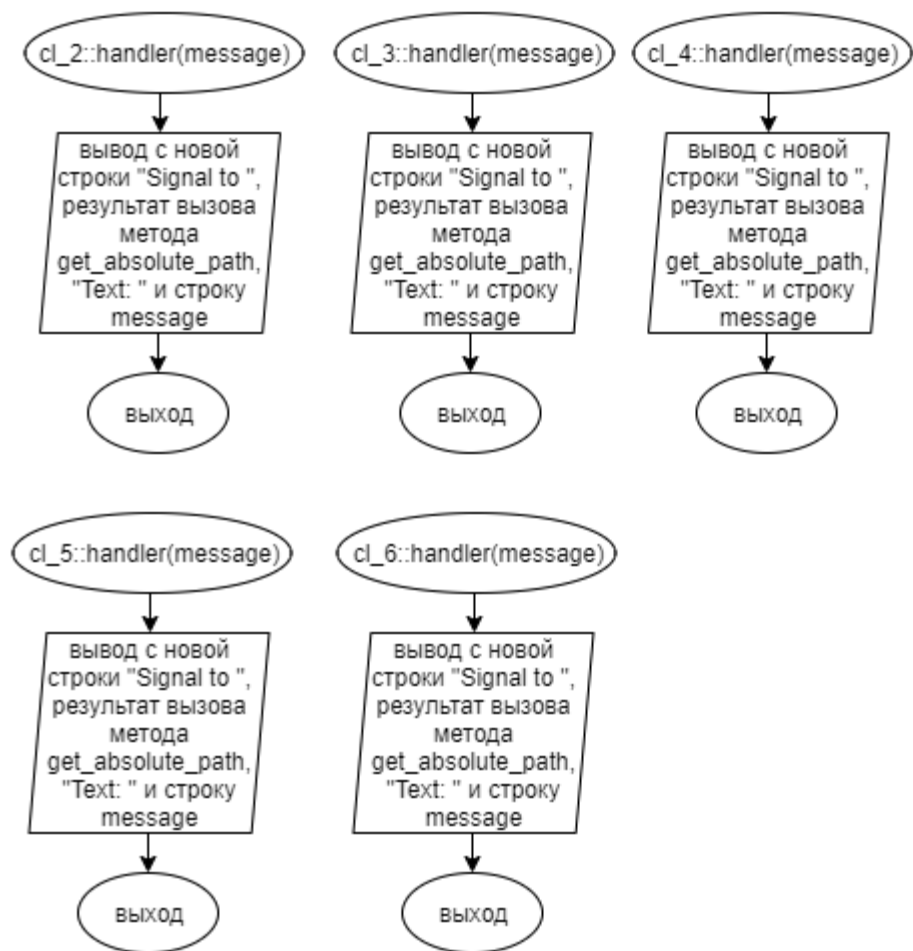 cl_2::handler(message)
вывод с новой
строки "Signal to ",
результат вызова
метода
get_absolute_path,
"Text: " и строку
message
выход
cl_3::handler(message)
вывод с новой
строки "Signal to ",
результат вызова
метода
get_absolute_path,
"Text: " и строку
message
выход
cl_4::handler(message)
вывод с новой
строки "Signal to ",
результат вызова
метода
get_absolute_path,
"Text: " и строку
message
выход
cl_5::handler(message)
вывод с новой
строки "Signal to ",
результат вызова
метода
get_absolute_path,
"Text: " и строку
message
выход
cl_6::handler(message)
вывод с новой
строки "Signal to ",
результат вызова
метода
get_absolute_path,
"Text: " и строку
message
выход